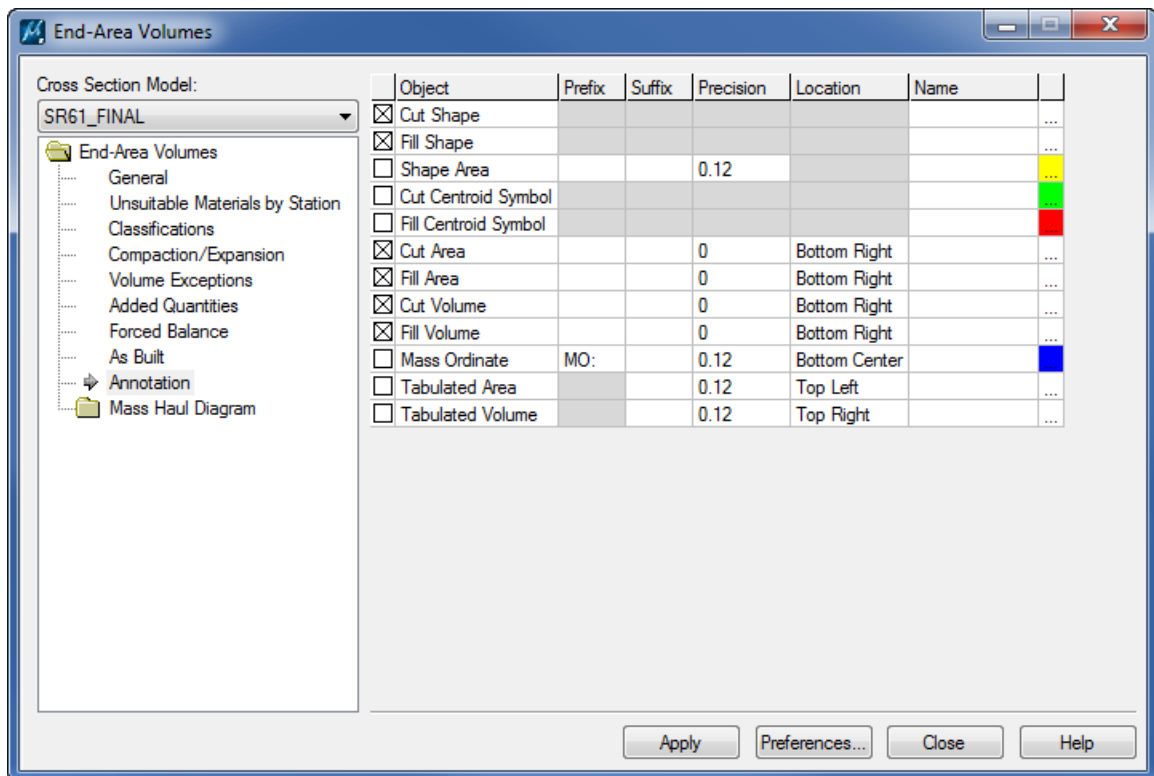 End-Area Volumes
Cross Section Model:
SR61_FINAL
End-Area Volumes
General
Unsuitable Materials by Station
Classifications
Compaction/Expansion
Volume Exceptions
Added Quantities
Forced Balance
As Built
Annotation
Mass Haul Diagram
Object Prefix Suffix Precision Location Name
Cut Shape ...
Fill Shape ...
Shape Area 0.12 ...
Cut Centroid Symbol ...
Fill Centroid Symbol ...
Cut Area 0 Bottom Right ...
Fill Area 0 Bottom Right ...
Cut Volume 0 Bottom Right ...
Fill Volume 0 Bottom Right ...
Mass Ordinate MO: 0.12 Bottom Center
Tabulated Area 0.12 Top Left ...
Tabulated Volume 0.12 Top Right ...
Apply Preferences... Close Help